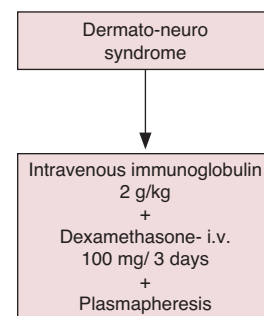 Dermato-neuro
syndrome
Intravenous immunoglobulin
2 g/kg
+
Dexamethasone- i.v.
100 mg/ 3 days
+
Plasmapheresis